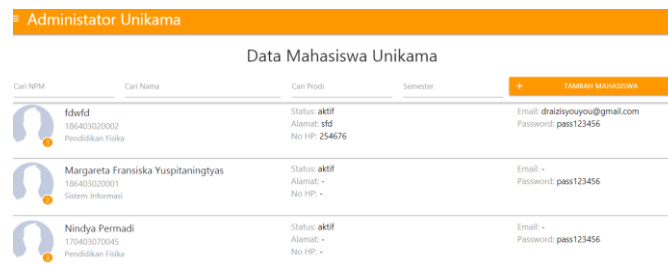 ≡ Administator Unikama
Data Mahasiswa Unikama
Cari NPM Cari Nama Cari Prodi Semester + TAMBAH MAHASISWA
fdwfd
186403020002
Pendidikan Fisika
1
Status: aktif
Alamat: sfd
No HP: 254676
Email: draizisyouyou@gmail.com
Password: pass123456
Margareta Fransiska Yuspitaningtyas
186403020001
Sistem Informasi
2
Status: aktif
Alamat: -
No HP: -
Email: -
Password: pass123456
Nindya Permadi
170403070045
Pendidikan Fisika
3
Status: aktif
Alamat: -
No HP: -
Email: -
Password: pass123456